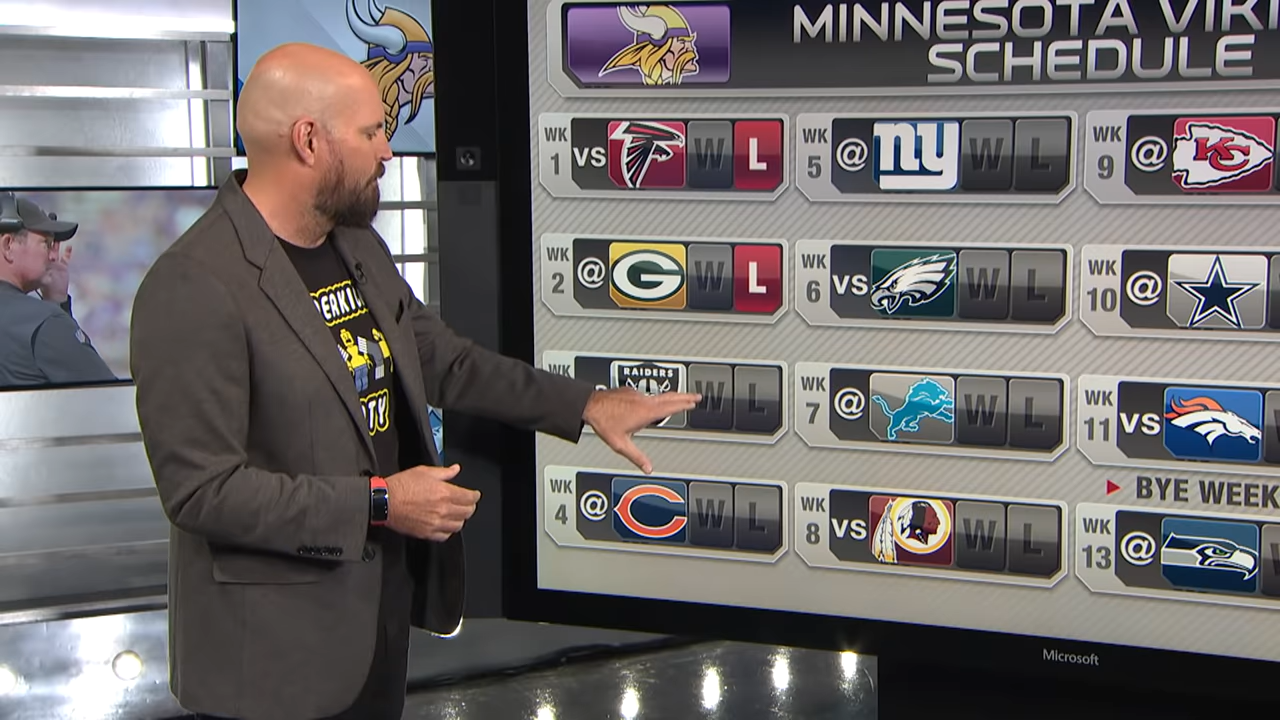 MINNESOTA
SCHEDULE
WK 1 VS W L
WK 5 @ ny W L
WK 9 @ KC
WK 2 @ G W L
WK 6 VS W L
WK 10 @
RAIDERS W L
WK 7 @ W L
WK 11 VS
BYE WEEK
WK 4 @ C W L
WK 8 VS W L
WK 13 @
Microsoft